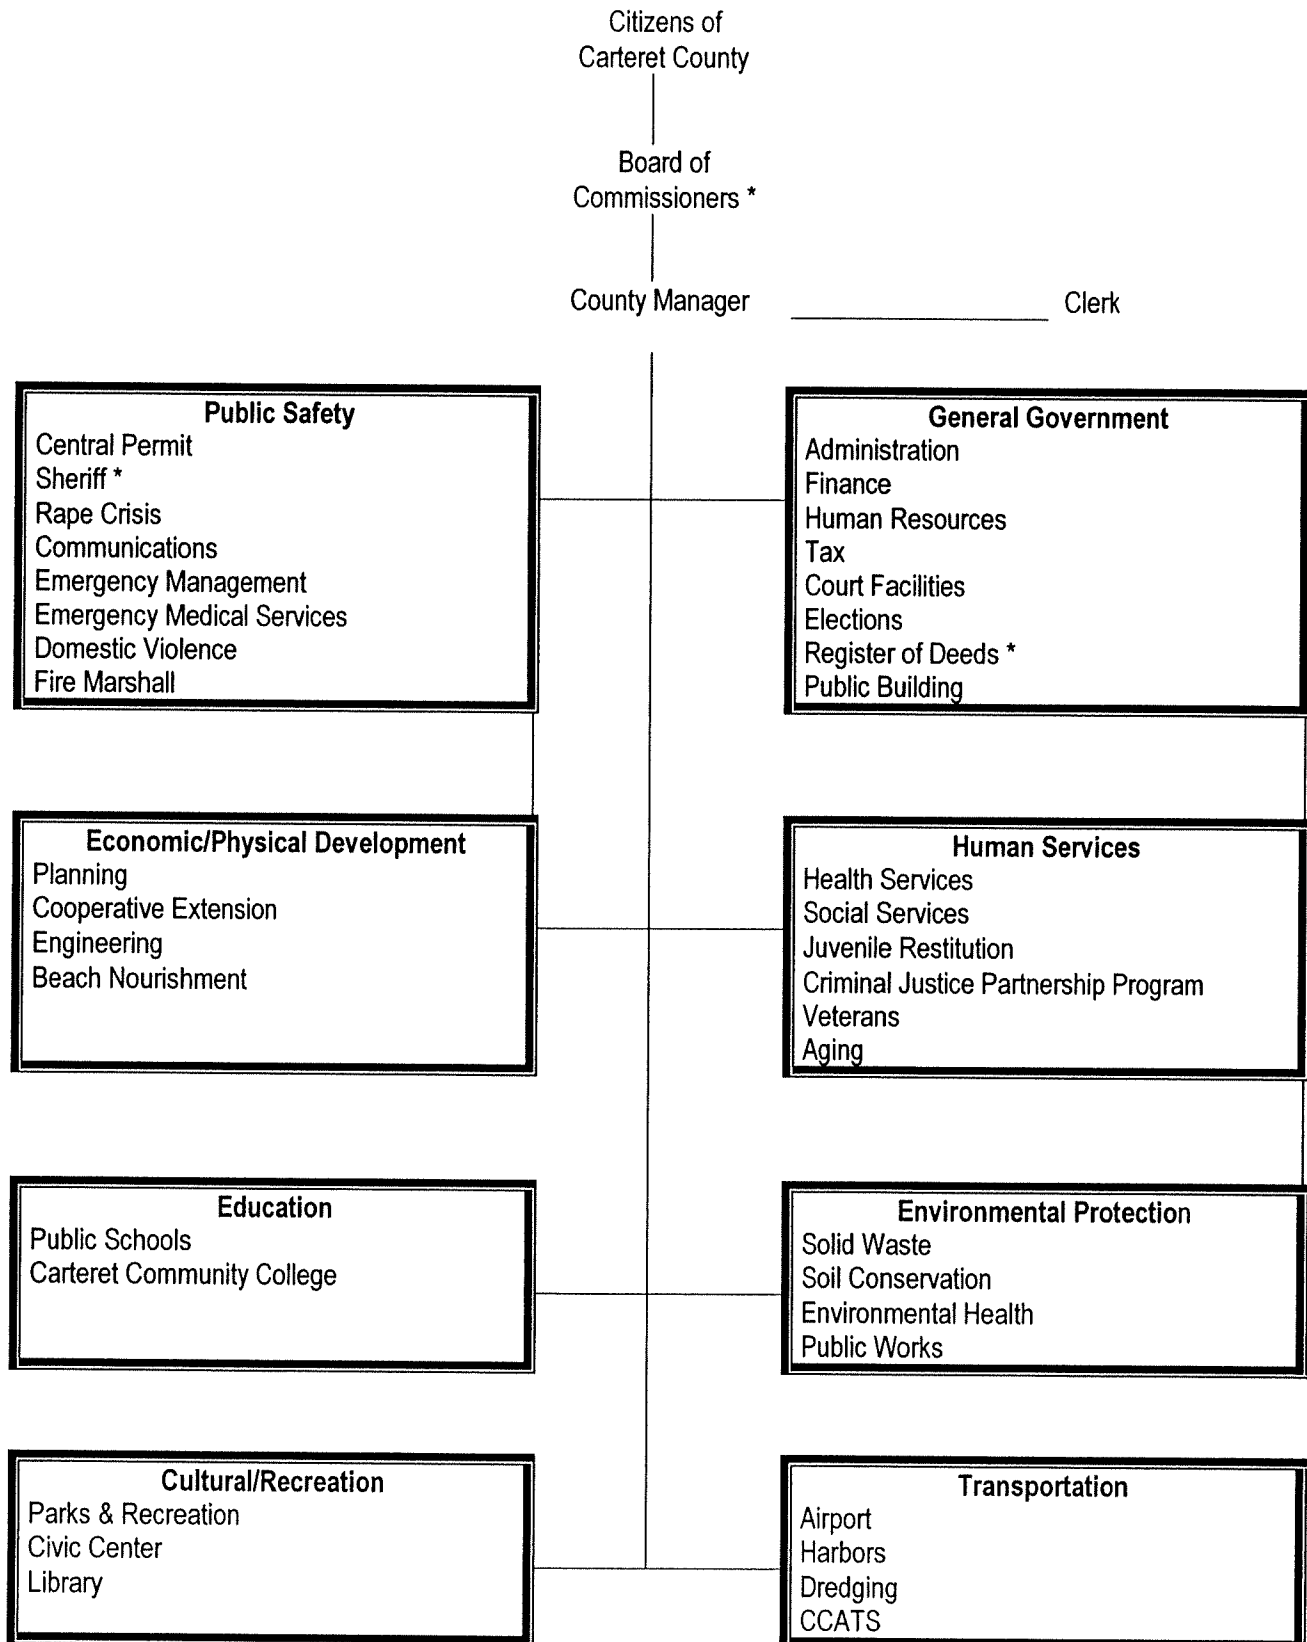 Citizens of
Carteret County
Board of
Commissioners *
County Manager
Clerk
Public Safety
Central Permit
Sheriff *
Rape Crisis
Communications
Emergency Management
Emergency Medical Services
Domestic Violence
Fire Marshall
General Government
Administration
Finance
Human Resources
Tax
Court Facilities
Elections
Register of Deeds *
Public Building
Economic/Physical Development
Planning
Cooperative Extension
Engineering
Beach Nourishment
Human Services
Health Services
Social Services
Juvenile Restitution
Criminal Justice Partnership Program
Veterans
Aging
Education
Public Schools
Carteret Community College
Environmental Protection
Solid Waste
Soil Conservation
Environmental Health
Public Works
Cultural/Recreation
Parks & Recreation
Civic Center
Library
Transportation
Airport
Harbors
Dredging
CCATS